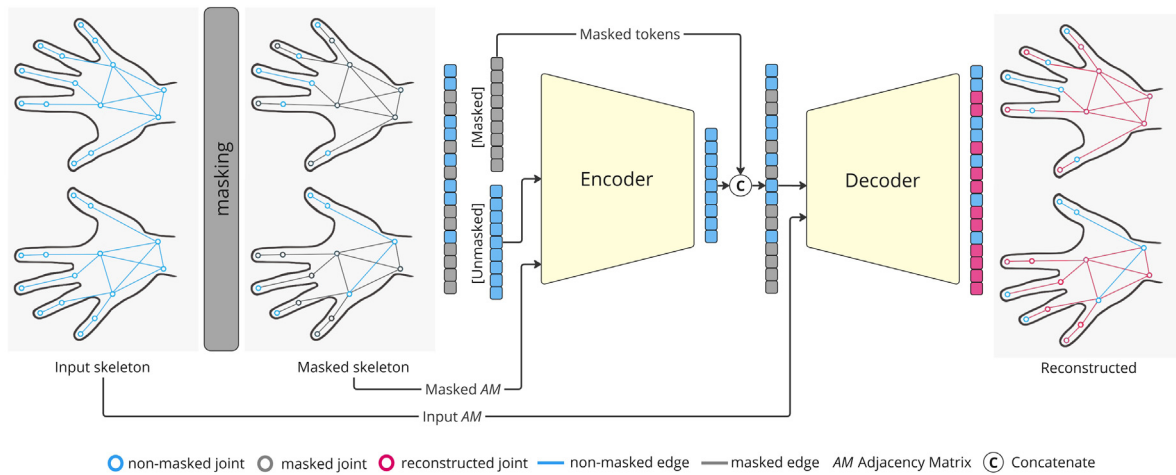 masking
Input skeleton
Masked skeleton
[Masked]
[Unmasked]
Masked tokens
Encoder
C
Decoder
Reconstructed
Masked AM
Input AM
non-masked joint
masked joint
reconstructed joint
non-masked edge
masked edge
AM Adjacency Matrix
C Concatenate